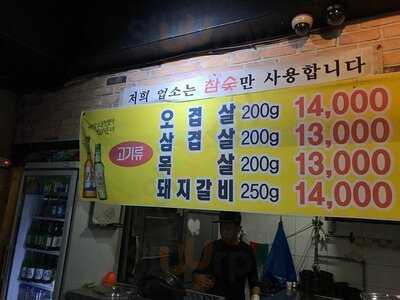 저희 업소는 참숯만 사용합니다
고기류
오겹살 200g 14,000
삼겹살 200g 13,000
목살 200g 13,000
돼지갈비 250g 14,000